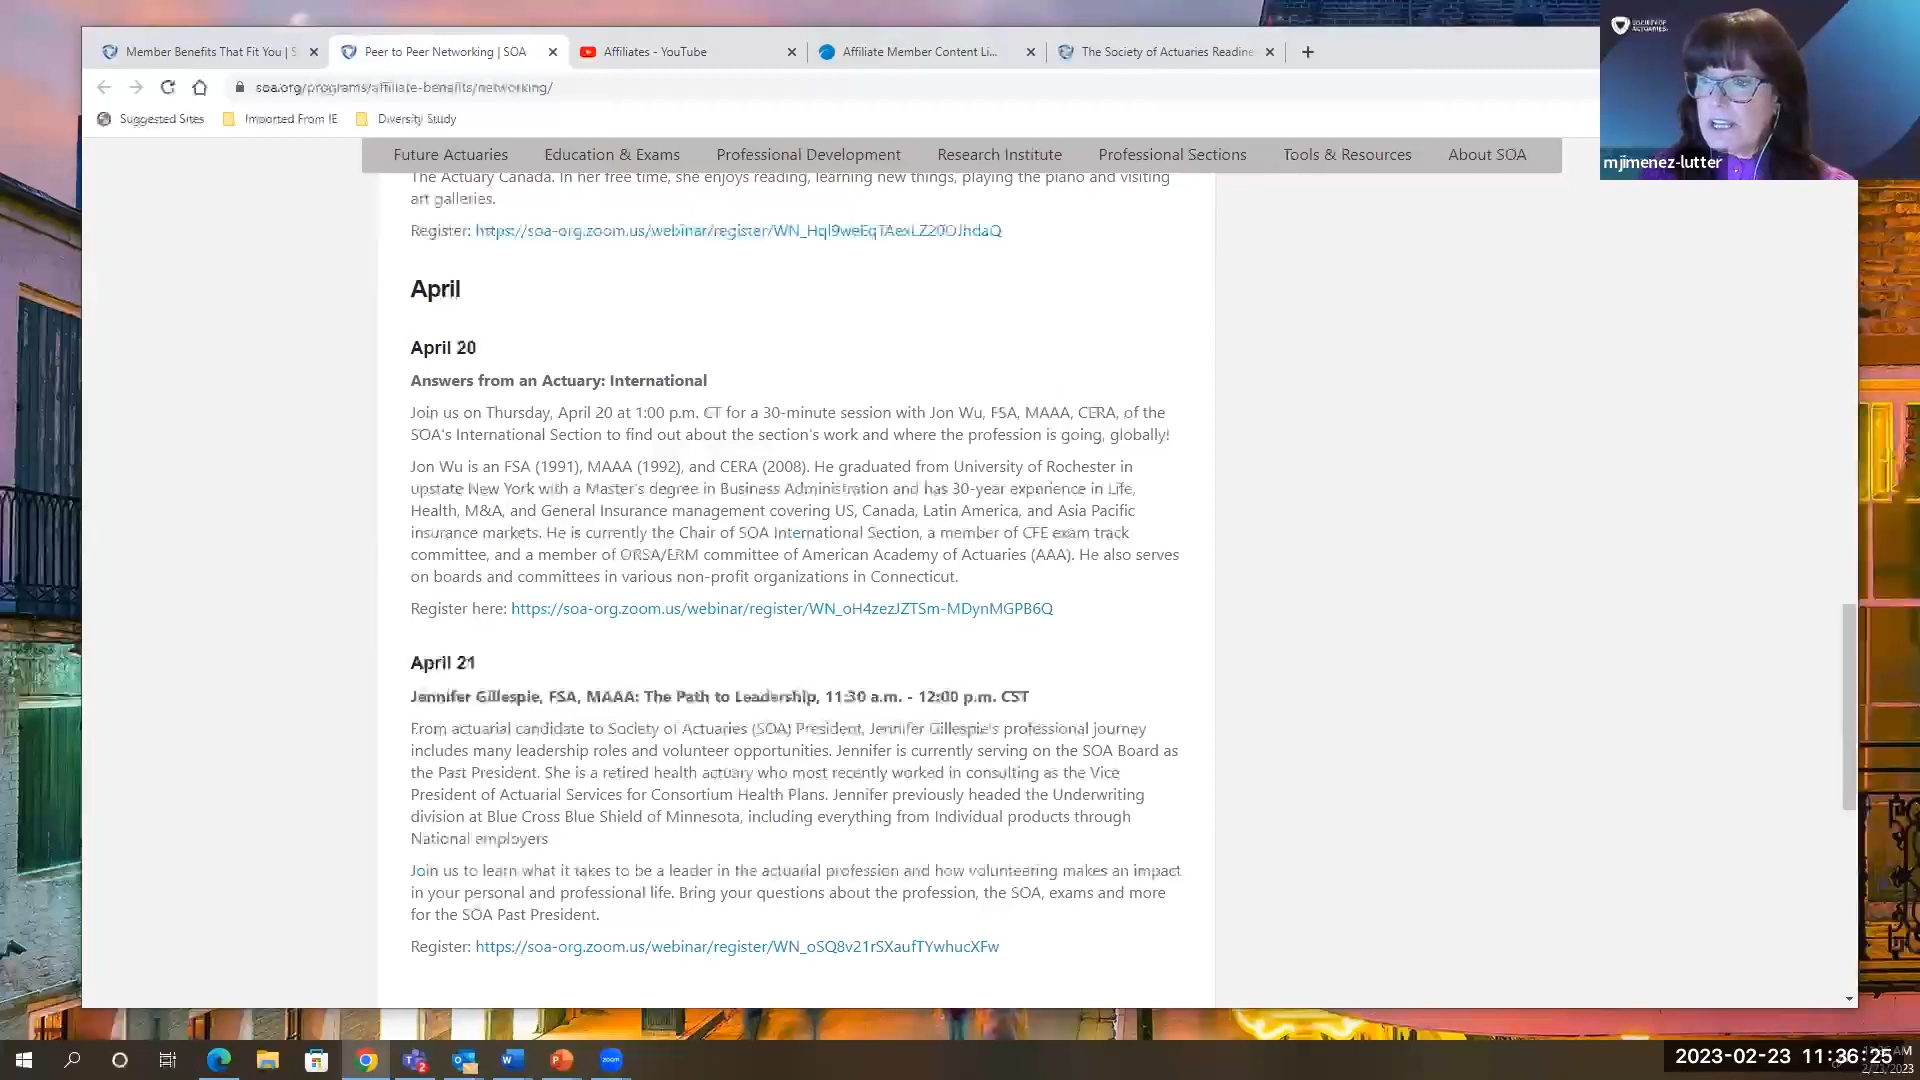 Member Benefits That Fit You | S
Peer to Peer Networking | SOA
Affiliates - YouTube
Affiliate Member Content Li...
The Society of Actuaries Readine
SOCIETY OF
ACTUARIES.
soa.org/programs/affiliate-benefits/networking/
Suggested Sites
Imported From IE
Diversity Study
mjimenez-lutter
Future Actuaries
Education & Exams
Professional Development
Research Institute
Professional Sections
Tools & Resources
About SOA
The Actuary Canada. In her free time, she enjoys reading, learning new things, playing the piano and visiting
art galleries.
Register:
April
April 20
Answers from an Actuary: International
Join us on Thursday, April 20 at 1:00 p.m. CT for a 30-minute session with Jon Wu, FSA, MAAA, CERA, of the
SOA's International Section to find out about the section's work and where the profession is going, globally!
Jon Wu is an FSA (1991), MAAA (1992), and CERA (2008). He graduated from University of Rochester in
upstate New York with a Master's degree in Business Administration and has 30-year experience in Life,
Health, M&A, and General Insurance management covering US, Canada, Latin America, and Asia Pacific
insurance markets. He is currently the Chair of SOA International Section, a member of CFE exam track
committee, and a member of ORSA/ERM committee of American Academy of Actuaries (AAA). He also serves
on boards and committees in various non-profit organizations in Connecticut.
Register here: https://soa-org.zoom.us/webinar/register/WN_oH4zezJZTSm-MDynMGPB6Q
April 21
Jennifer Gillespie, FSA, MAAA: The Path to Leadership, 11:30 a.m. - 12:00 p.m. CST
From actuarial candidate to Society of Actuaries (SOA) President, Jennifer Gillespie's professional journey
includes many leadership roles and volunteer opportunities. Jennifer is currently serving on the SOA Board as
the Past President. She is a retired health actuary who most recently worked in consulting as the Vice
President of Actuarial Services for Consortium Health Plans. Jennifer previously headed the Underwriting
division at Blue Cross Blue Shield of Minnesota, including everything from Individual products through
National employers
Join us to learn what it takes to be a leader in the actuarial profession and how volunteering makes an impact
in your personal and professional life. Bring your questions about the profession, the SOA, exams and more
for the SOA Past President.
Register: https://soa-org.zoom.us/webinar/register/WN_oSQ8v21rSXaufTYwhucXFw
zoom
2023-02-23 11:36:25
2/23/2023